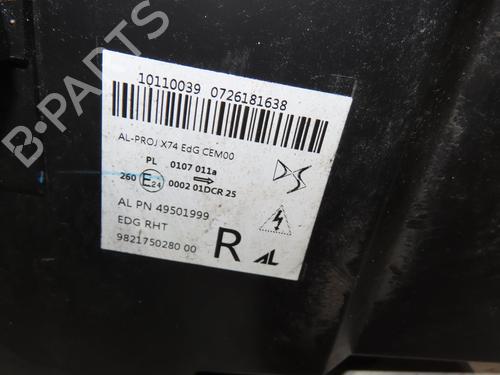 B-PARTS
10110039 0726181638
AL-PROJ X74 EdG CEM00
PL 0107 011a
260 E24 0002 01DCR 25
AL PN 49501999
EDG RHT
9821750280 00
R AL
DS